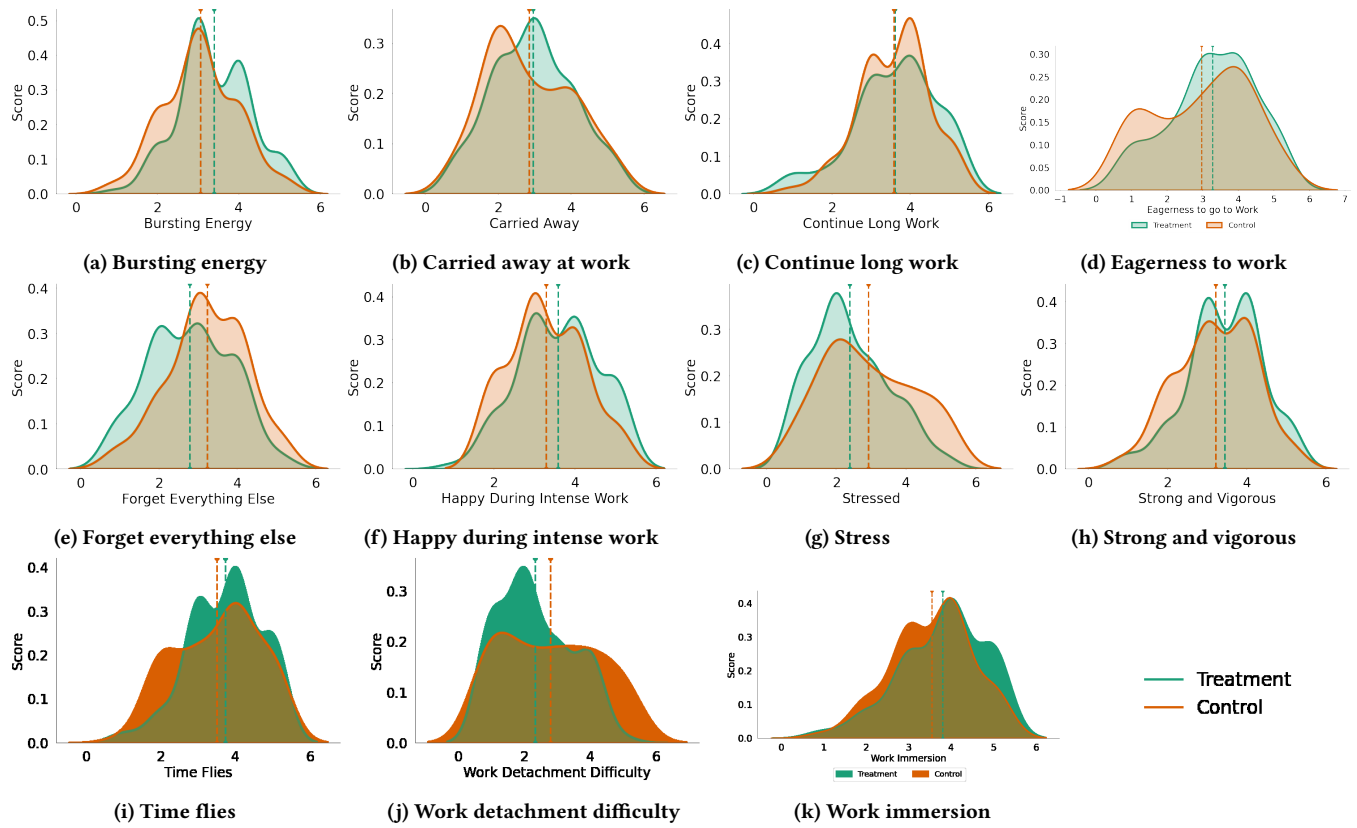 0.5
0.4
0.3
0.2
0.1
0.0
Score
0 2 4 6
Bursting Energy
(a) Bursting energy
0.3
0.2
0.1
0.0
Score
0 2 4 6
Carried Away
(b) Carried away at work
0.4
0.3
0.2
0.1
0.0
Score
0 2 4 6
Continue Long Work
(c) Continue long work
0.30
0.25
0.20
0.15
0.10
0.05
0.00
Score
−1 0 1 2 3 4 5 6 7
Eagerness to go to Work
Treatment Control
(d) Eagerness to work
0.4
0.3
0.2
0.1
0.0
Score
0 2 4 6
Forget Everything Else
(e) Forget everything else
0.4
0.3
0.2
0.1
0.0
Score
0 2 4 6
Happy During Intense Work
(f) Happy during intense work
0.3
0.2
0.1
0.0
Score
0 2 4 6
Stressed
(g) Stress
0.4
0.3
0.2
0.1
0.0
Score
0 2 4 6
Strong and Vigorous
(h) Strong and vigorous
0.4
0.3
0.2
0.1
0.0
Score
0 2 4 6
Time Flies
(i) Time flies
0.3
0.2
0.1
0.0
Score
0 2 4 6
Work Detachment Difficulty
(j) Work detachment difficulty
0.4
0.3
0.2
0.1
0.0
Score
0 1 2 3 4 5 6
Work Immersion
Treatment Control
(k) Work immersion
Treatment
Control